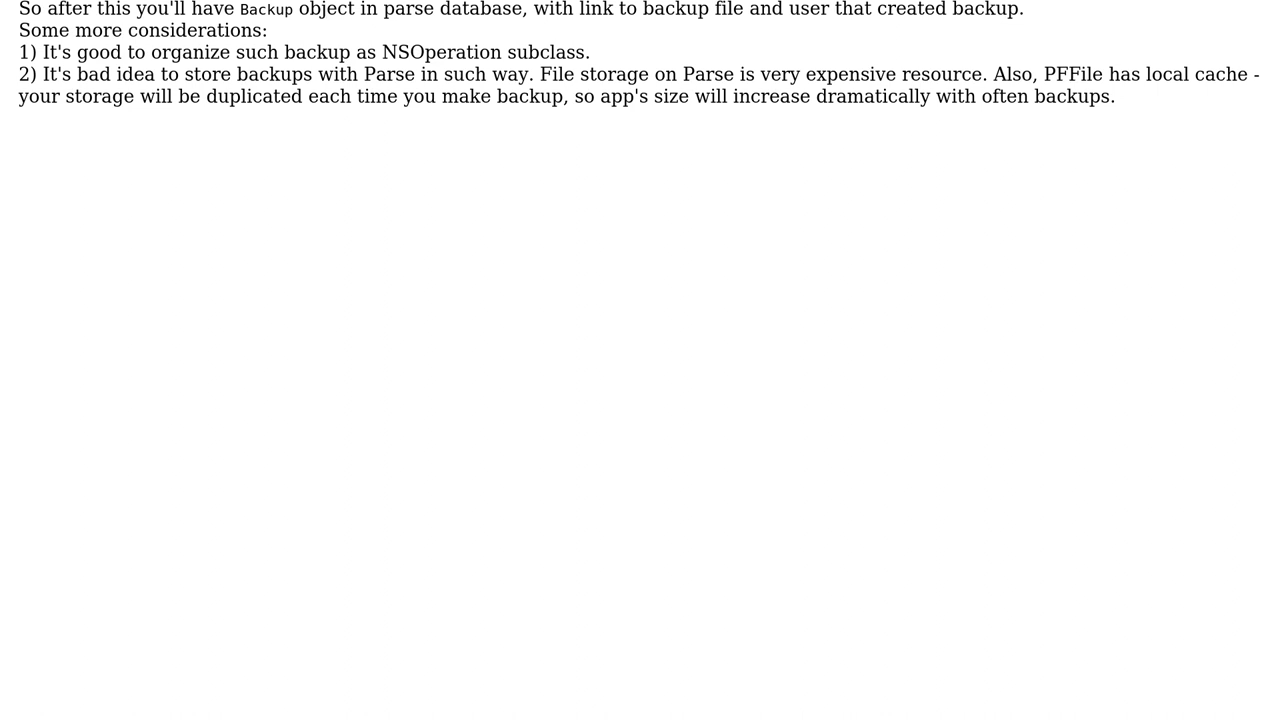 So after this you'll have Backup object in parse database, with link to backup file and user that created backup.
Some more considerations:
1) It's good to organize such backup as NSOperation subclass.
2) It's bad idea to store backups with Parse in such way. File storage on Parse is very expensive resource. Also, PFFile has local cache -
your storage will be duplicated each time you make backup, so app's size will increase dramatically with often backups.